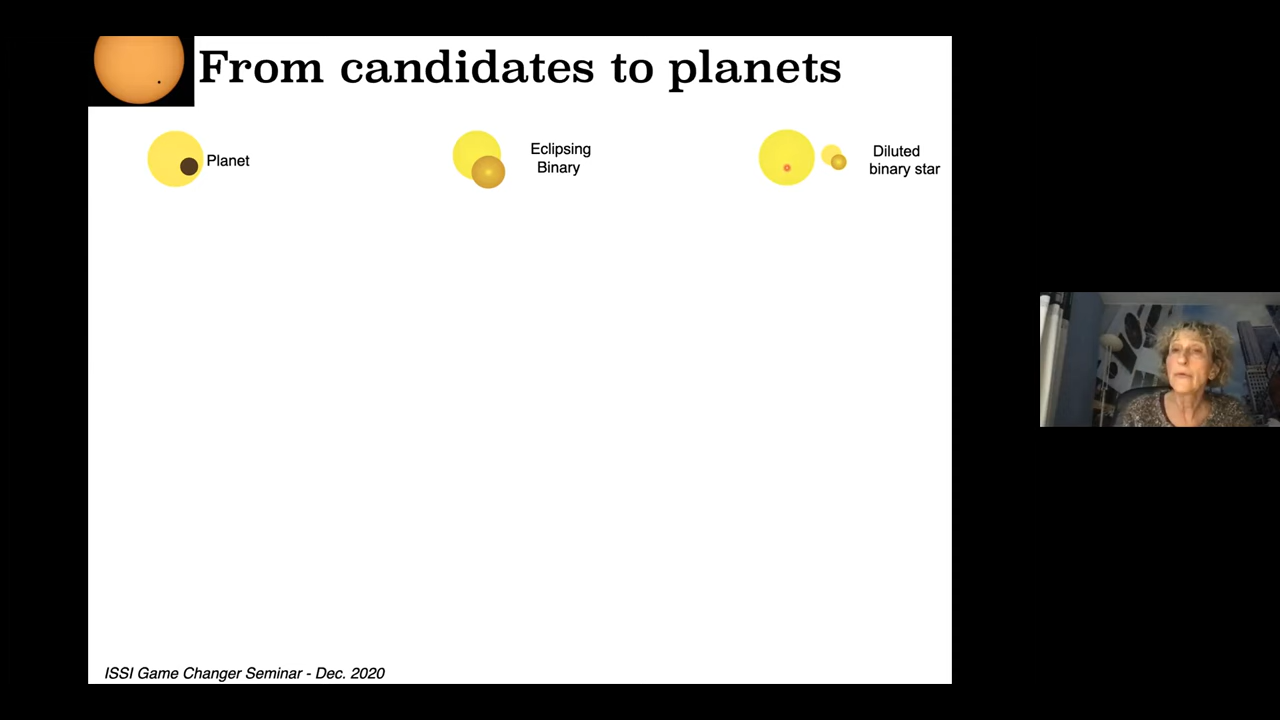 From candidates to planets
Planet
Eclipsing
Binary
Diluted
binary star
ISSI Game Changer Seminar - Dec. 2020